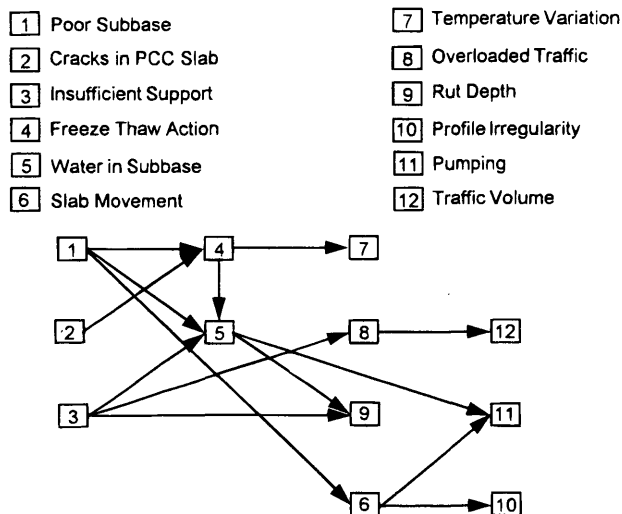 1 Poor Subbase
2 Cracks in PCC Slab
3 Insufficient Support
4 Freeze Thaw Action
5 Water in Subbase
6 Slab Movement
7 Temperature Variation
8 Overloaded Traffic
9 Rut Depth
10 Profile Irregularity
11 Pumping
12 Traffic Volume
1 4 7
2 5 8 12
3 9 11
6 10